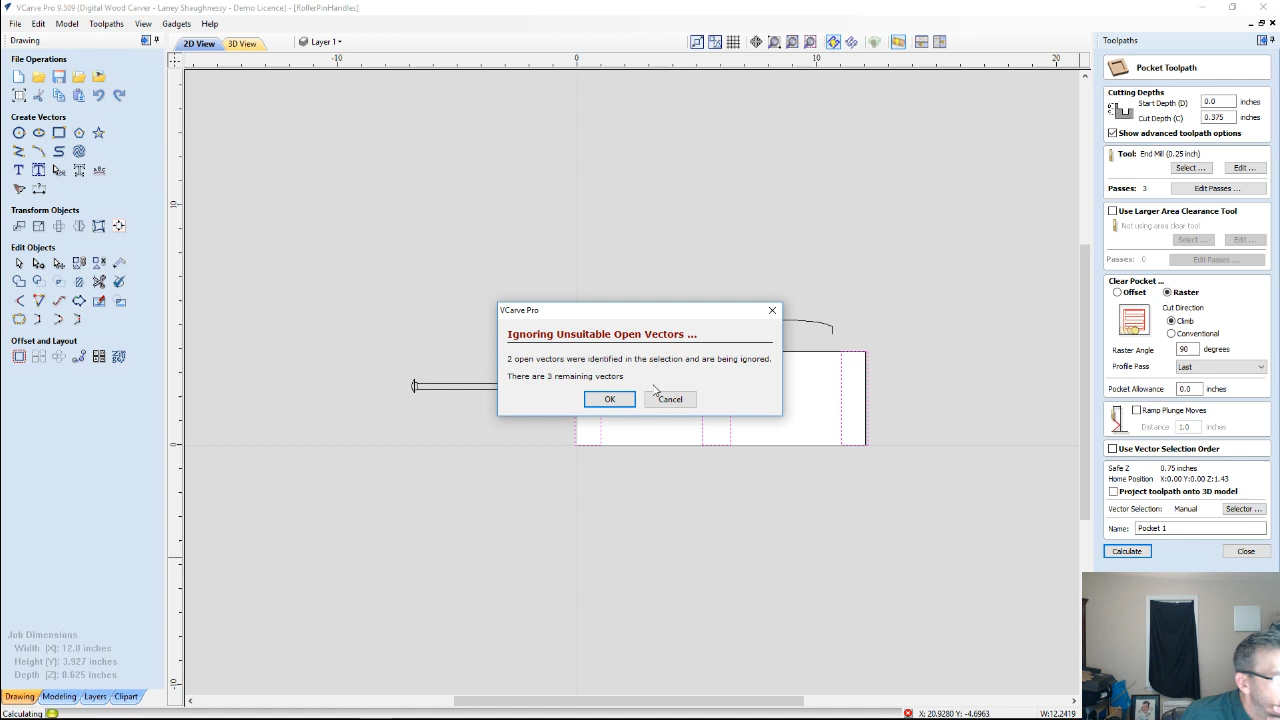 VCarve Pro 9.509 {Digital Wood Carver - Laney Shaughnessy - Demo Licence} - [RollerPinHandles]
File Edit Model Toolpaths View Gadgets Help
Drawing
2D View 3D View Layer 1
Toolpaths
File Operations
Create Vectors
Transform Objects
Edit Objects
Offset and Layout
Job Dimensions
Width (X): 12.0 inches
Height (Y): 3.927 inches
Depth (Z): 0.625 inches
Drawing Modeling Layers Clipart
Calculating
-10 0 10 20
10
0
VCarve Pro
Ignoring Unsuitable Open Vectors ...
2 open vectors were identified in the selection and are being ignored.
There are 3 remaining vectors
OK Cancel
Pocket Toolpath
Cutting Depths
Start Depth (D) 0.0 inches
Cut Depth (C) 0.375 inches
Show advanced toolpath options
Tool: End Mill (0.25 inch)
Select ... Edit ...
Passes: 3 Edit Passes ...
Use Larger Area Clearance Tool
Not using area clear tool
Select ... Edit ...
Passes: 0 Edit Passes ...
Clear Pocket ...
Offset Raster
Cut Direction
Climb
Conventional
Raster Angle 90 degrees
Profile Pass Last
Pocket Allowance 0.0 inches
Ramp Plunge Moves
Distance 1.0 inches
Use Vector Selection Order
Safe Z 0.75 inches
Home Position X:0.00 Y:0.00 Z:1.43
Project toolpath onto 3D model
Vector Selection: Manual Selector ...
Name: Pocket 1
Calculate Close
X: 20.9280 Y: -4.6963 W:12.2419